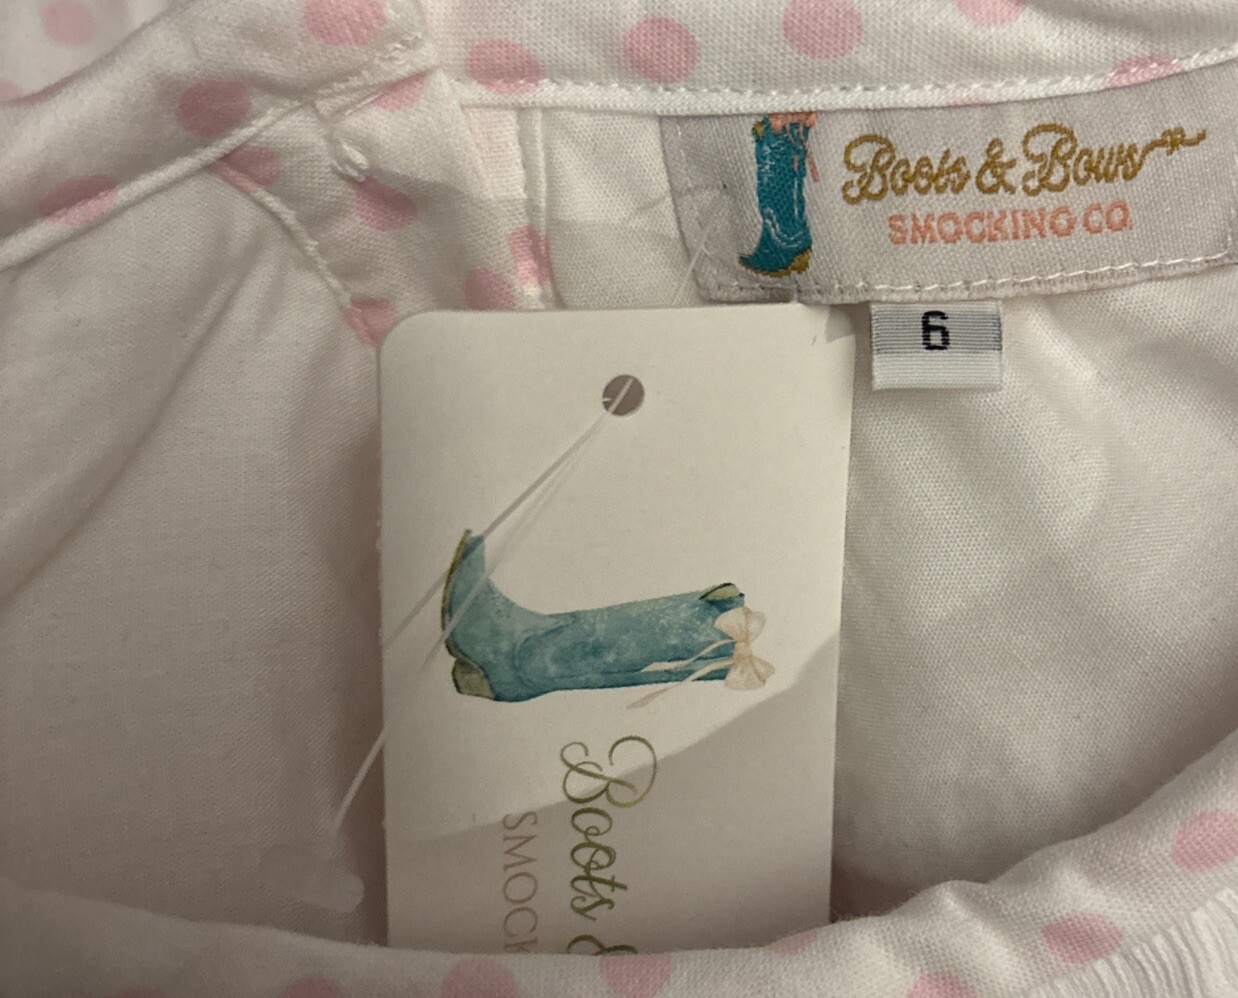 Boots & Bows
SMOCKING CO.
6
Boots &
SMOCK